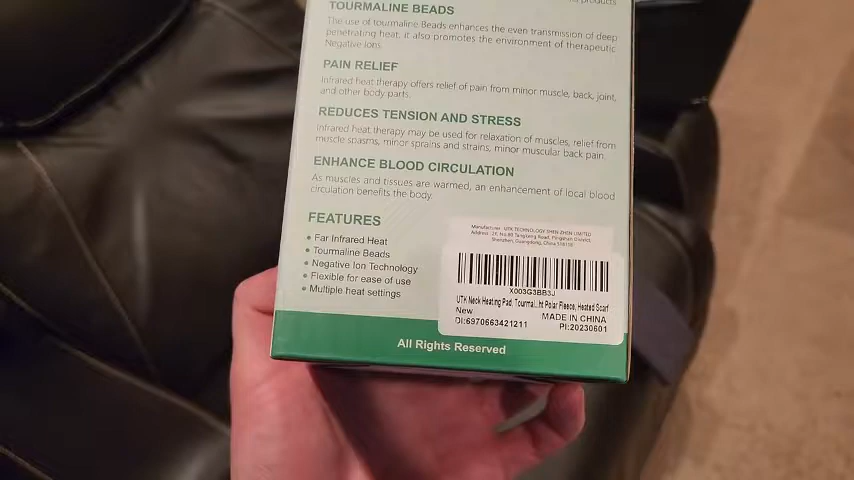 products
TOURMALINE BEADS
The use of tourmaline Beads enhances the even transmission of deep
penetrating heat. It also promotes the environment of therapeutic
Negative Ions.
PAIN RELIEF
Infrared heat therapy offers relief of pain from minor muscle, back, joint,
and other body parts.
REDUCES TENSION AND STRESS
Infrared heat therapy may be used for relaxation of muscles, relief from
muscle spasms, minor sprains and strains, minor muscular back pain.
ENHANCE BLOOD CIRCULATION
As muscles and tissues are warmed, an enhancement of local blood
circulation benefits the body.
FEATURES
• Far Infrared Heat
• Tourmaline Beads
• Negative Ion Technology
• Flexible for ease of use
• Multiple heat settings
Manufacturer: UTK TECHNOLOGY SHEN ZHEN LIMITED
Address: 2F, No.88 Tangkeng Road, Pingshan District,
Shenzhen, Guangdong, China 518118
X003G3BB3J
UTK Neck Heating Pad, Tourmal...ht Polar Fleece, Heated Scarf
New
MADE IN CHINA
DI:6970663421211
PI:20230601
All Rights Reserved